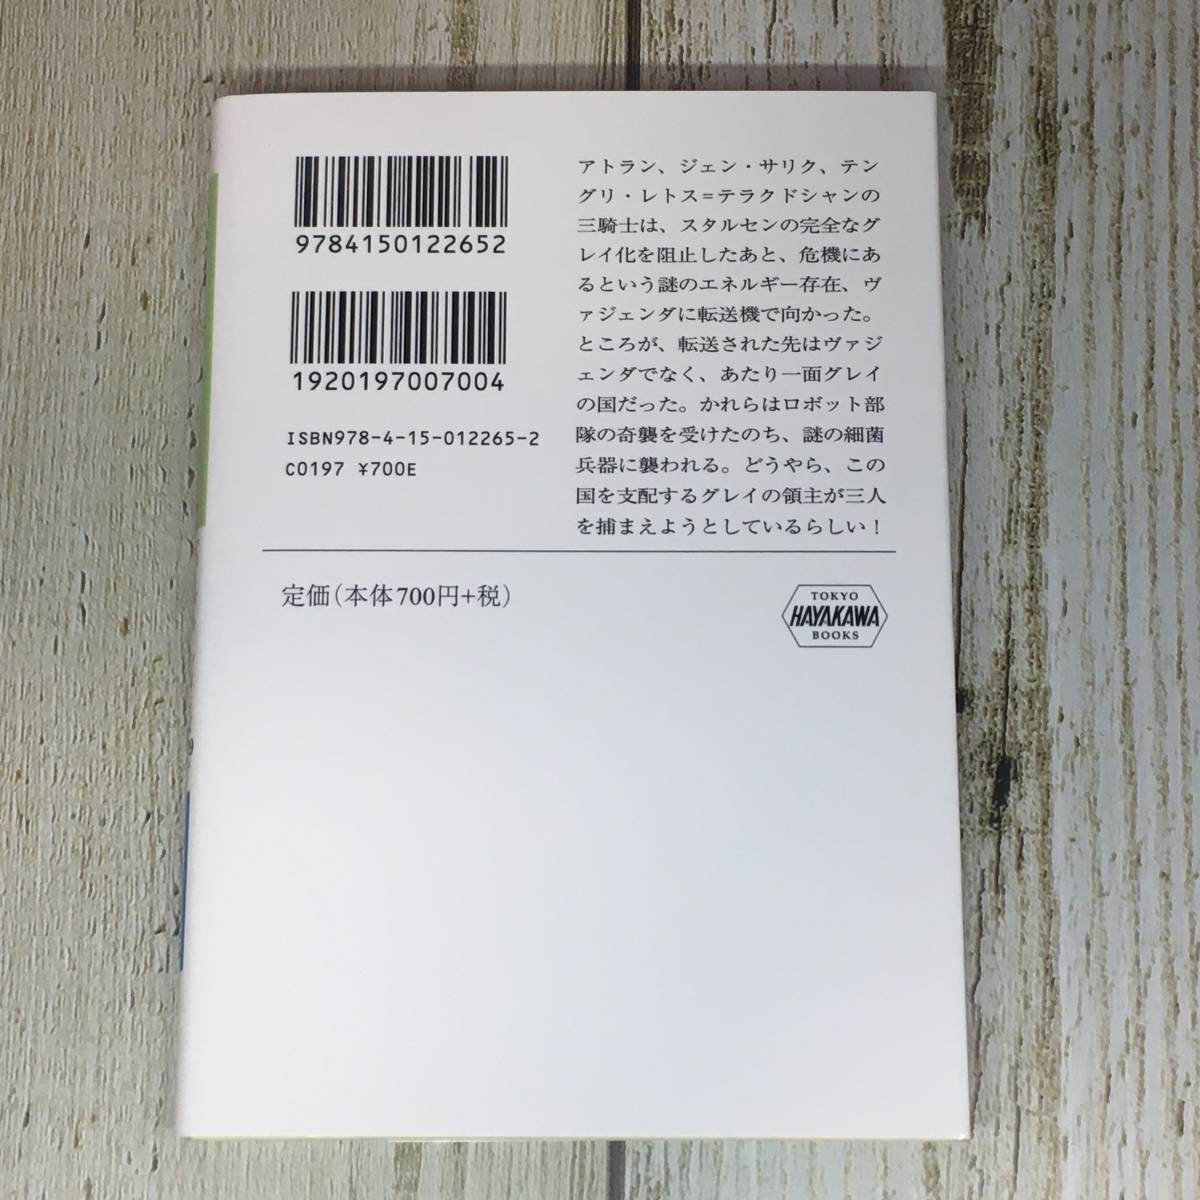 9784150122652
1920197007004
ISBN978-4-15-012265-2
C0197 ¥700E
アトラン、ジェン・サリク、テン
グリ・レトス=テラクドシャンの
三騎士は、スタルセンの完全なグ
レイ化を阻止したあと、危機にあ
るという謎のエネルギー存在、ヴ
ァジェンダに転送機で向かった。
ところが、転送された先はヴァジ
ェンダでなく、あたり一面グレイ
の国だった。かれらはロボット部
隊の奇襲を受けたのち、謎の細菌
兵器に襲われる。どうやら、この
国を支配するグレイの領主が三人
を捕まえようとしているらしい！
定価(本体700円+税)
TOKYO
HAYAKAWA
BOOKS